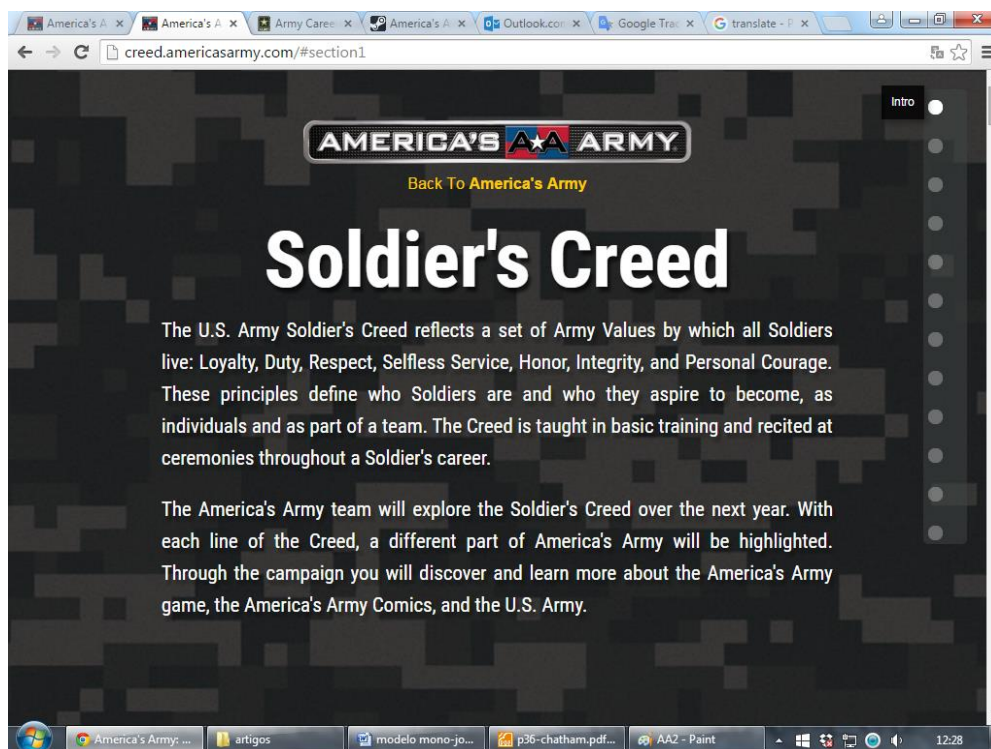 America's A
America's A
Army Caree
America's A
Outlook.con
Google Trac
translate - P
creed.americasarmy.com/#section1
Intro
AMERICA'S AA ARMY
Back To America's Army
Soldier's Creed
The U.S. Army Soldier's Creed reflects a set of Army Values by which all Soldiers
live: Loyalty, Duty, Respect, Selfless Service, Honor, Integrity, and Personal Courage.
These principles define who Soldiers are and who they aspire to become, as
individuals and as part of a team. The Creed is taught in basic training and recited at
ceremonies throughout a Soldier's career.
The America's Army team will explore the Soldier's Creed over the next year. With
each line of the Creed, a different part of America's Army will be highlighted.
Through the campaign you will discover and learn more about the America's Army
game, the America's Army Comics, and the U.S. Army.
America's Army: ...
artigos
modelo mono-jo...
p36-chatham.pdf...
AA2 - Paint
12:28